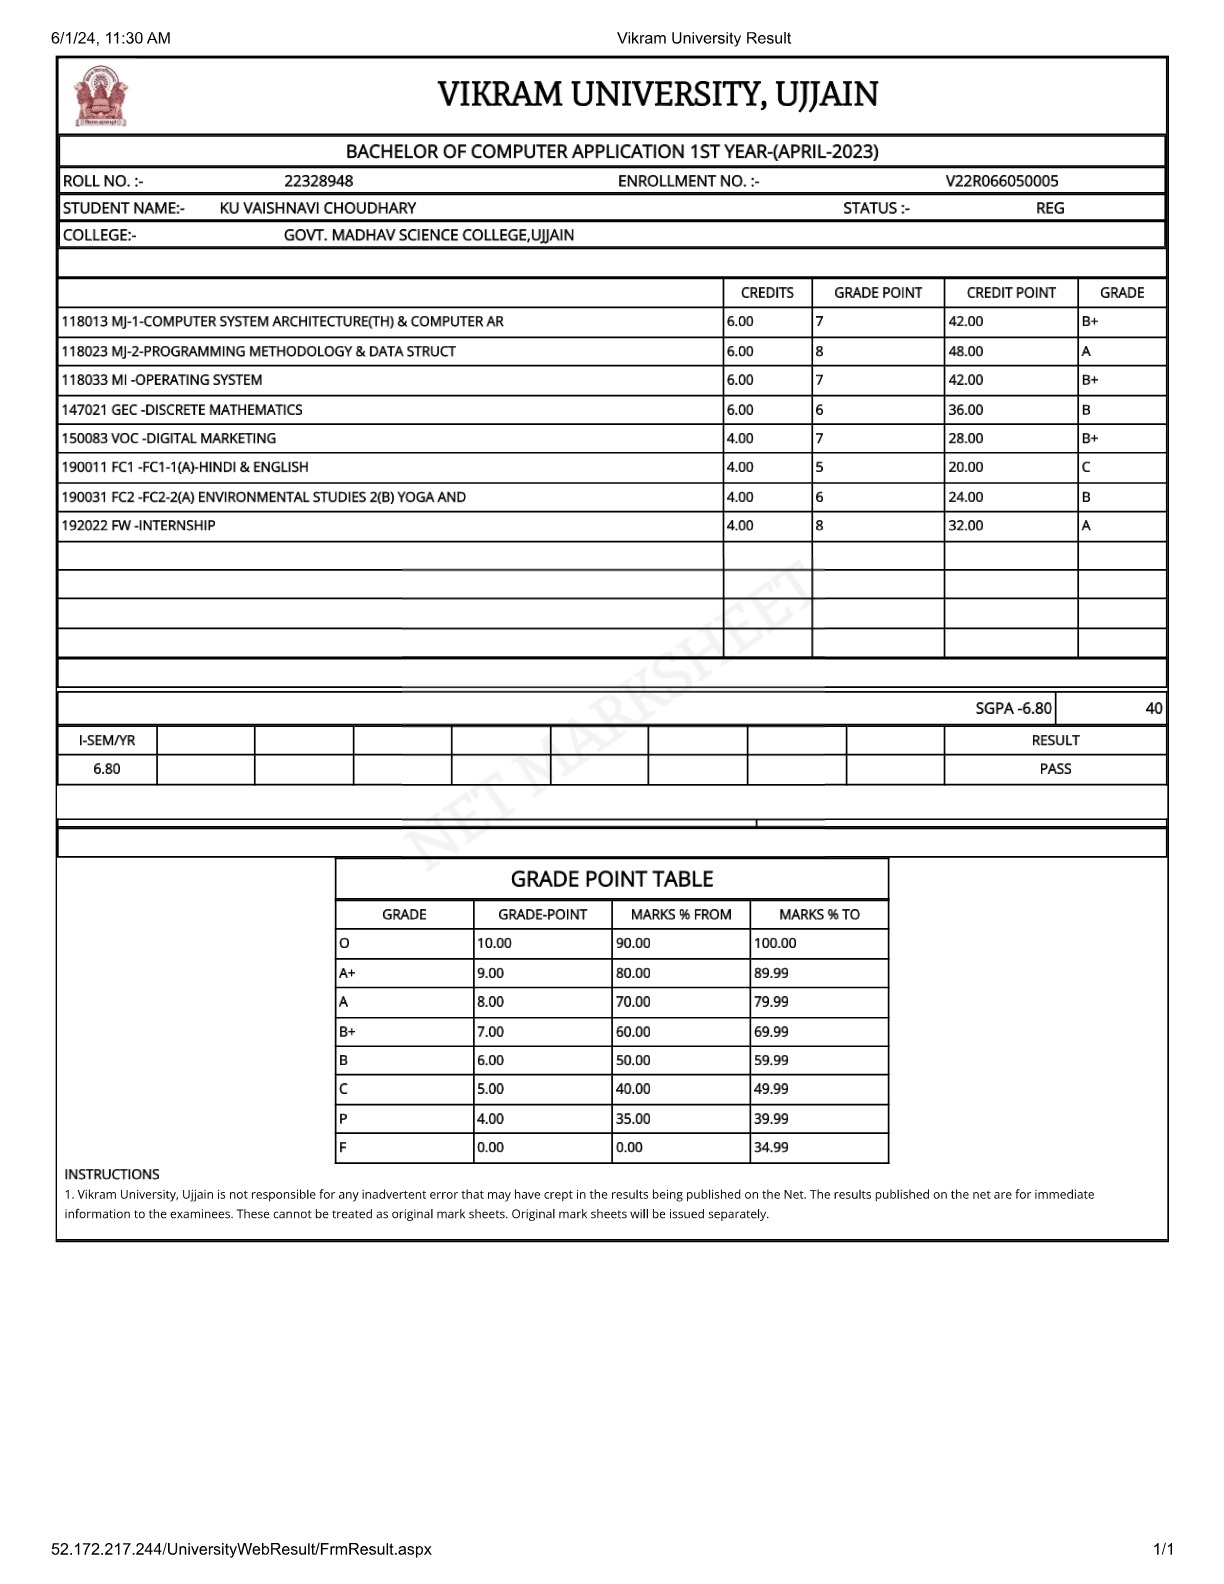 6/1/24, 11:30 AM Vikram University Result
VIKRAM UNIVERSITY, UJJAIN
BACHELOR OF COMPUTER APPLICATION 1ST YEAR-(APRIL-2023)
ROLL NO. :- 22328948 ENROLLMENT NO. :- V22R066050005
STUDENT NAME:- KU VAISHNAVI CHOUDHARY STATUS :- REG
COLLEGE:- GOVT. MADHAV SCIENCE COLLEGE,UJJAIN
CREDITS GRADE POINT CREDIT POINT GRADE
118013 MJ-1-COMPUTER SYSTEM ARCHITECTURE(TH) & COMPUTER AR 6.00 7 42.00 B+
118023 MJ-2-PROGRAMMING METHODOLOGY & DATA STRUCT 6.00 8 48.00 A
118033 MI -OPERATING SYSTEM 6.00 7 42.00 B+
147021 GEC -DISCRETE MATHEMATICS 6.00 6 36.00 B
150083 VOC -DIGITAL MARKETING 4.00 7 28.00 B+
190011 FC1 -FC1-1(A)-HINDI & ENGLISH 4.00 5 20.00 C
190031 FC2 -FC2-2(A) ENVIRONMENTAL STUDIES 2(B) YOGA AND 4.00 6 24.00 B
192022 FW -INTERNSHIP 4.00 8 32.00 A
NET MARKSHEET
SGPA -6.80 40
I-SEM/YR RESULT
6.80 PASS
GRADE POINT TABLE
GRADE GRADE-POINT MARKS % FROM MARKS % TO
O 10.00 90.00 100.00
A+ 9.00 80.00 89.99
A 8.00 70.00 79.99
B+ 7.00 60.00 69.99
B 6.00 50.00 59.99
C 5.00 40.00 49.99
P 4.00 35.00 39.99
F 0.00 0.00 34.99
INSTRUCTIONS
1. Vikram University, Ujjain is not responsible for any inadvertent error that may have crept in the results being published on the Net. The results published on the net are for immediate
information to the examinees. These cannot be treated as original mark sheets. Original mark sheets will be issued separately.
52.172.217.244/UniversityWebResult/FrmResult.aspx 1/1